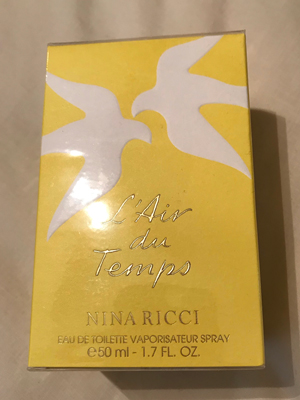 L'Air
du
Temps
NINA RICCI
EAU DE TOILETTE VAPORISATEUR SPRAY
℮50 ml - 1.7 FL. OZ.